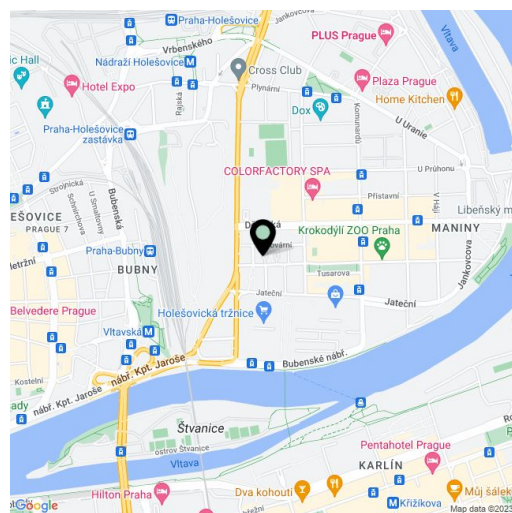 Praha-Holešovice
Jankovcova
PLUS Prague
Vltava
Vrbenského
Nádraží Holešovice
M
Cross Club
Plaza Prague
Hotel Expo
Rajská
Plynární
Home Kitchen
Dox
Komunardů
U Uranie
Praha-Holešovice
zastávka
COLORFACTORY SPA
U Průhonu
Strojnická
Schnirchova
U Smaltovny
Bubenská
Přístavní
V Háji
Libeňský m
EŠOVICE
PRAGUE 7
Krokodýlí ZOO Praha
MANINY
Praha-Bubny
BUBNY
Tusarova
Jankovcova
Jateční
Jateční
Belvedere Prague
Holešovická tržnice
Vltavská
M
Bubenské nábř.
Kostelní
nábř. Kpt. Jaroše
nábř. Kpt. Jaroše
Štvanice
ostrov Štvanice
Vltava
Pentahotel Prague
KARLÍN
Hilton Praha
Dva kohouti
Můj šálek
M
Křižíkova
Google
Map data ©2023